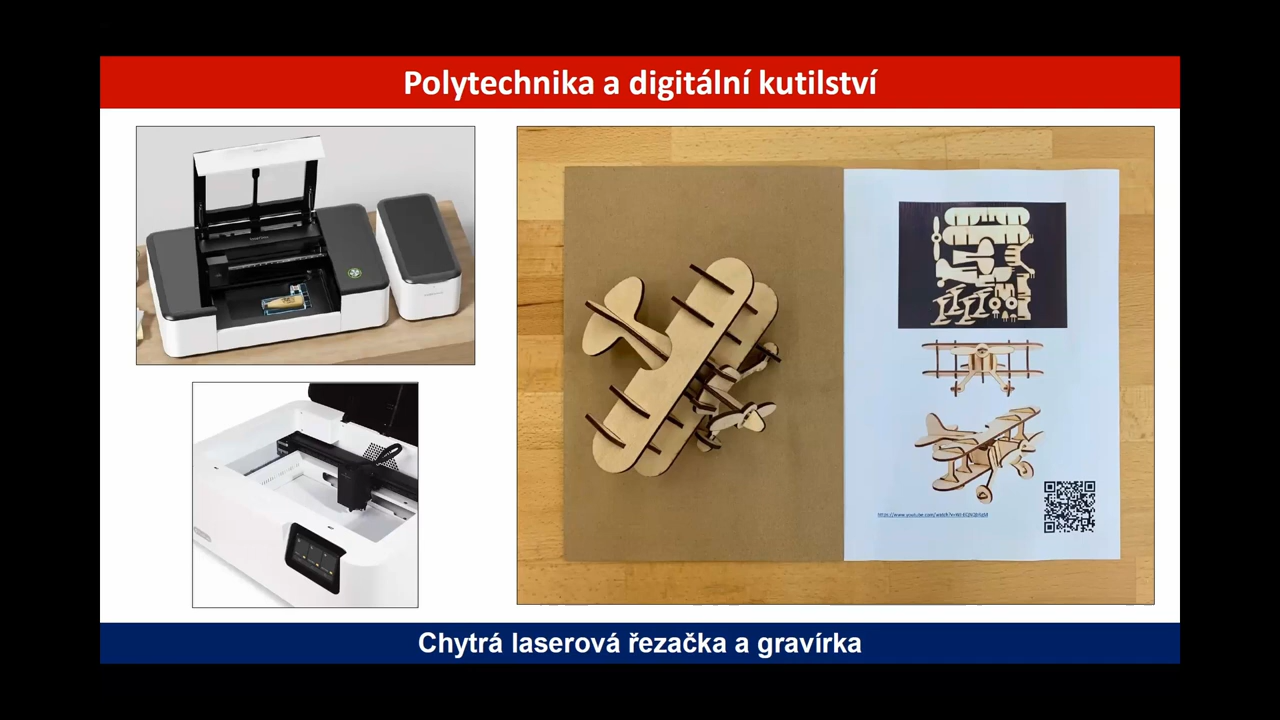 Polytechnika a digitální kutilství
Chytrá laserová řezačka a gravírka